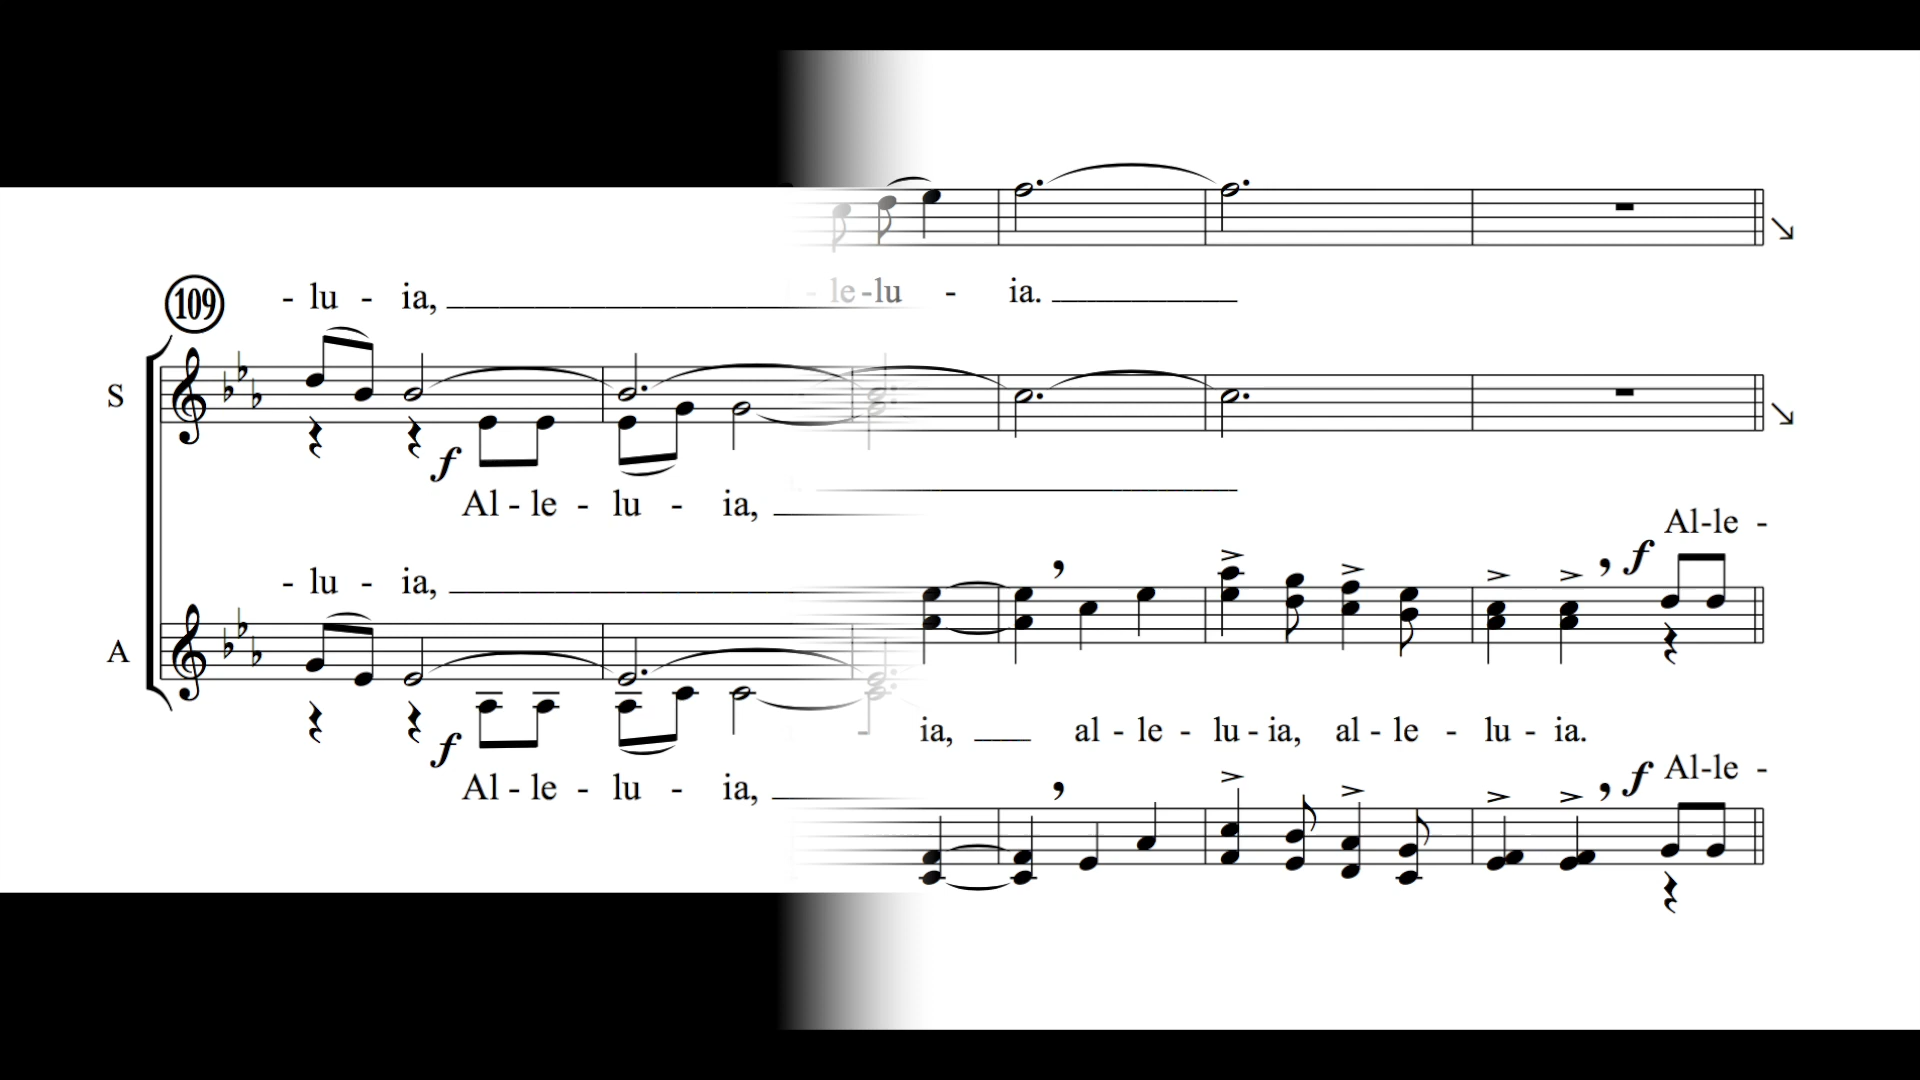 109 - lu - ia,
- le - lu - ia.
S
f
Al - le - lu - ia,
Al-le -
f
- lu - ia,
A
ia, al - le - lu - ia, al - le - lu - ia.
f
Al - le - lu - ia,
f Al-le -